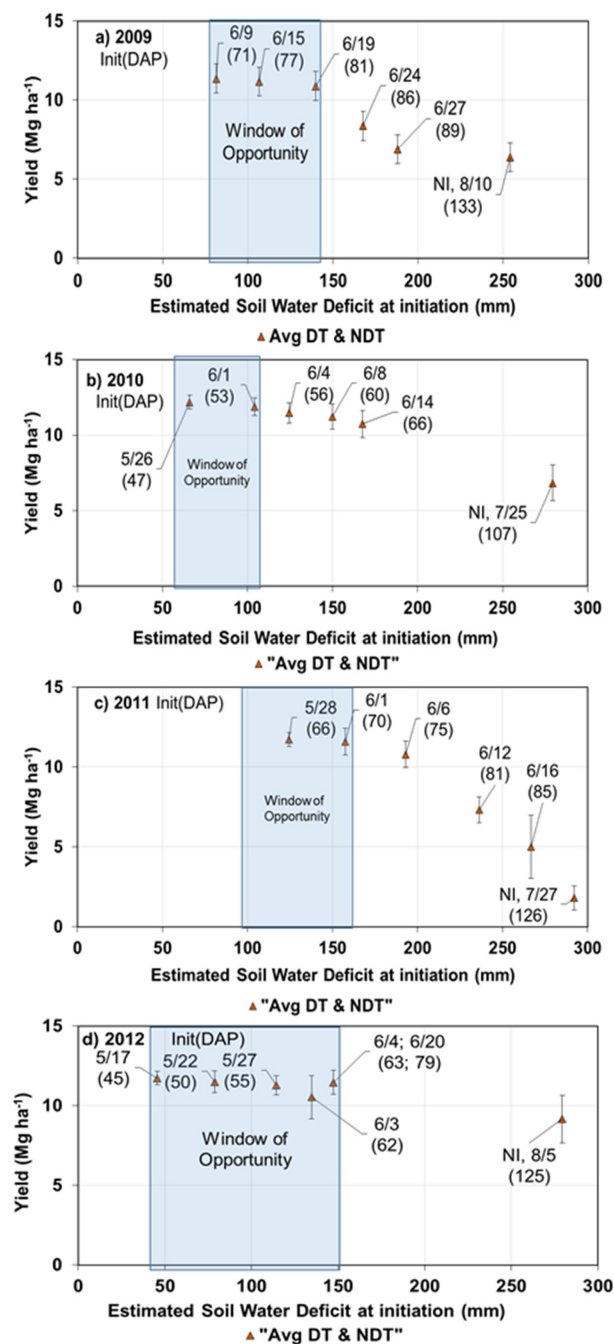 a) 2009
Init(DAP)
6/9
(71)
6/15
(77)
6/19
(81)
6/24
(86)
6/27
(89)
NI, 8/10
(133)
Window of
Opportunity
Yield (Mg ha⁻¹)
15
10
5
0
0 50 100 150 200 250 300
Estimated Soil Water Deficit at initiation (mm)
▲ Avg DT & NDT
b) 2010
Init(DAP)
5/26
(47)
6/1
(53)
6/4
(56)
6/8
(60)
6/14
(66)
NI, 7/25
(107)
Window of
Opportunity
Yield (Mg ha⁻¹)
15
10
5
0
0 50 100 150 200 250 300
Estimated Soil Water Deficit at initiation (mm)
▲ "Avg DT & NDT"
c) 2011 Init(DAP)
5/28
(66)
6/1
(70)
6/6
(75)
6/12
(81)
6/16
(85)
NI, 7/27
(126)
Window of
Opportunity
Yield (Mg ha⁻¹)
15
10
5
0
0 50 100 150 200 250 300
Estimated Soil Water Deficit at initiation (mm)
▲ "Avg DT & NDT"
d) 2012 Init(DAP)
5/17
(45)
5/22
(50)
5/27
(55)
6/4; 6/20
(63; 79)
6/3
(62)
NI, 8/5
(125)
Window of
Opportunity
Yield (Mg ha⁻¹)
15
10
5
0
0 50 100 150 200 250 300
Estimated Soil Water Deficit at initiation (mm)
▲ "Avg DT & NDT"